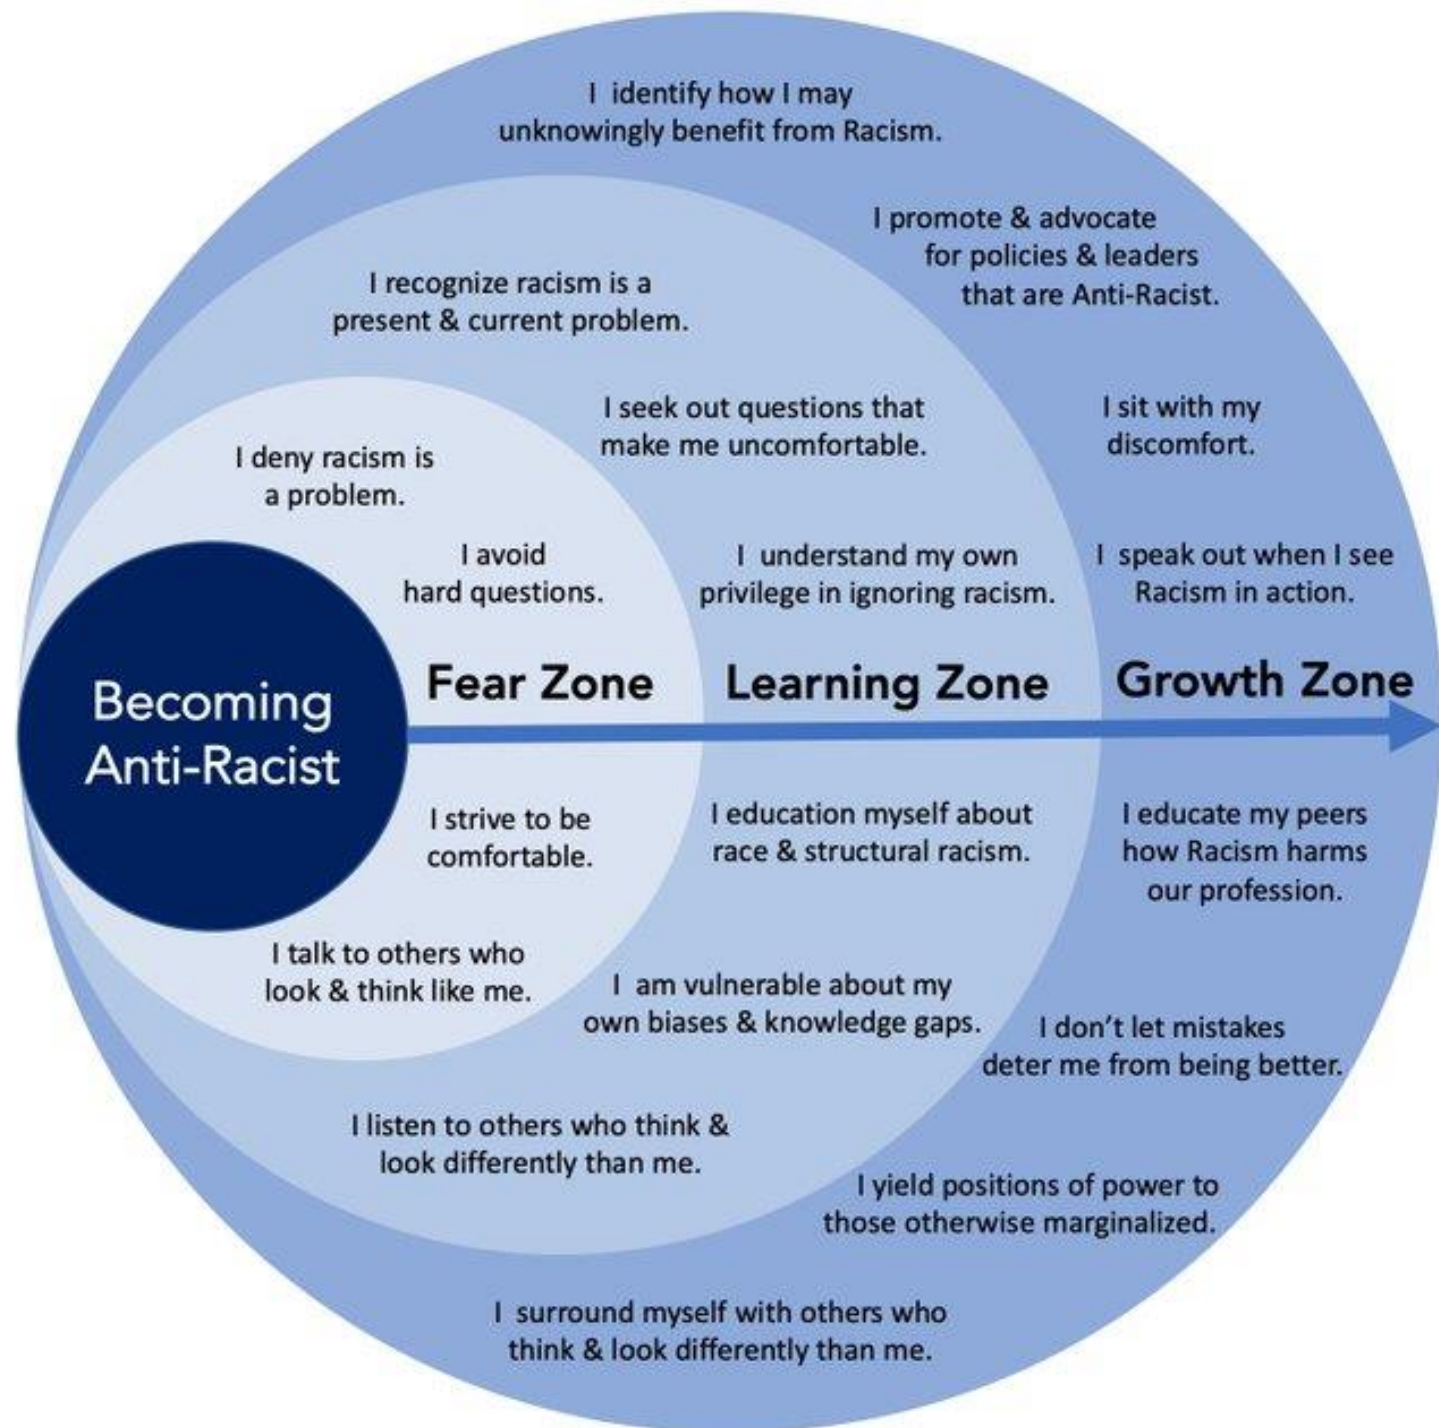 I identify how I may
unknowingly benefit from Racism.
I promote & advocate
for policies & leaders
that are Anti-Racist.
I recognize racism is a
present & current problem.
I seek out questions that
make me uncomfortable.
I sit with my
discomfort.
I deny racism is
a problem.
I avoid
hard questions.
I understand my own
privilege in ignoring racism.
I speak out when I see
Racism in action.
Becoming
Anti-Racist
Fear Zone
Learning Zone
Growth Zone
I strive to be
comfortable.
I education myself about
race & structural racism.
I educate my peers
how Racism harms
our profession.
I talk to others who
look & think like me.
I am vulnerable about my
own biases & knowledge gaps.
I don't let mistakes
deter me from being better.
I listen to others who think &
look differently than me.
I yield positions of power to
those otherwise marginalized.
I surround myself with others who
think & look differently than me.